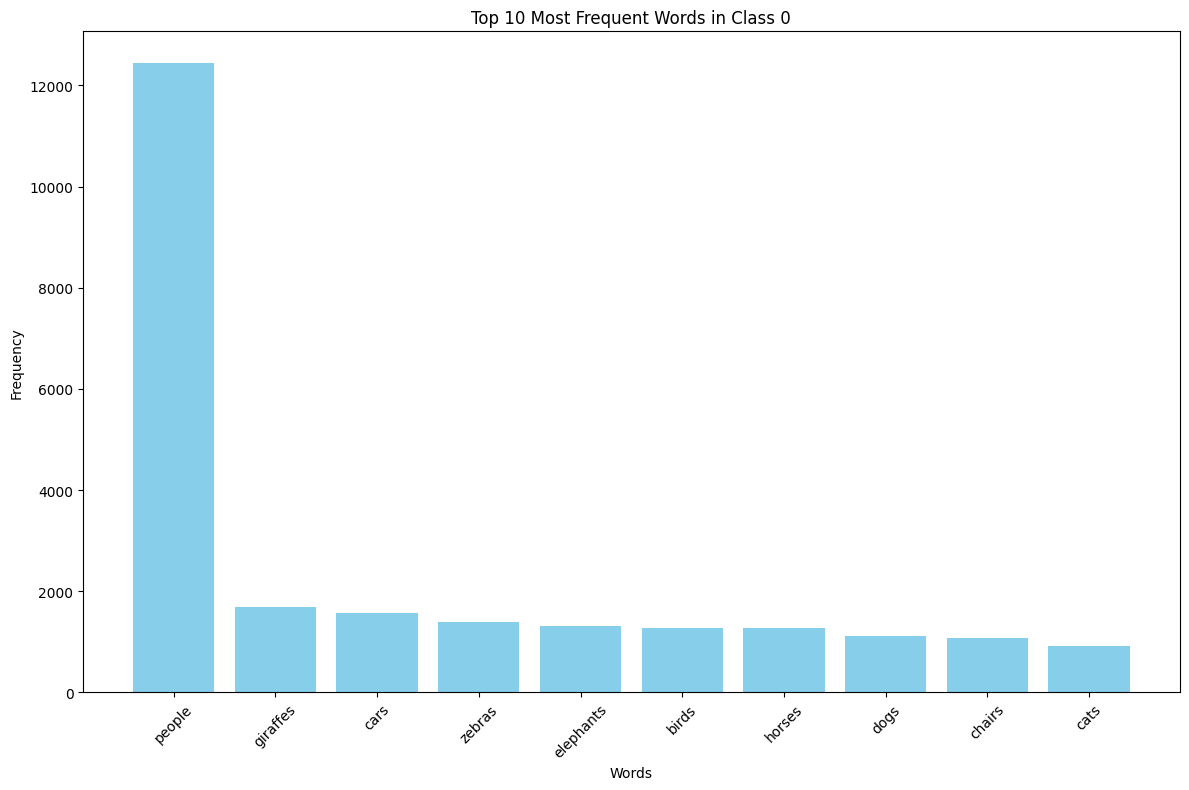 Top 10 Most Frequent Words in Class 0
12000
10000
8000
6000
4000
2000
0
Frequency
people
giraffes
cars
zebras
elephants
birds
horses
dogs
chairs
cats
Words